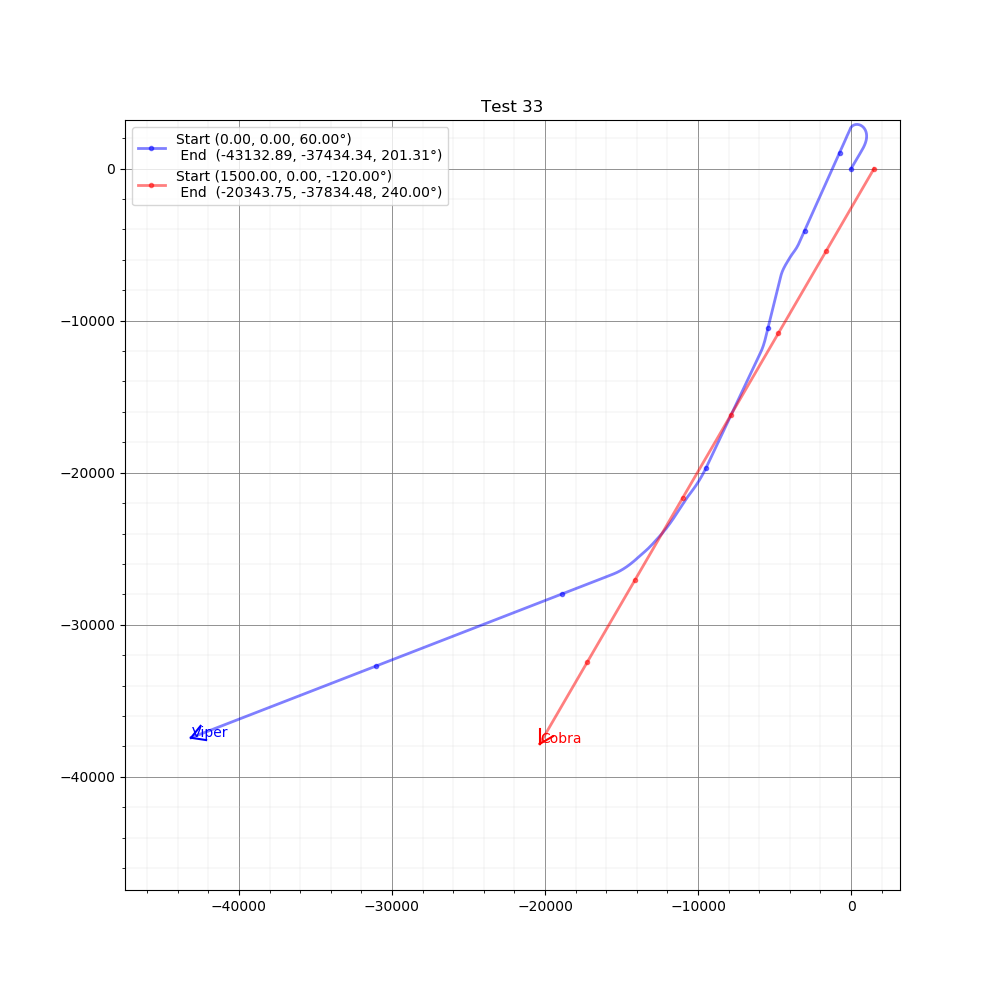 Test 33
Start (0.00, 0.00, 60.00°)
End (-43132.89, -37434.34, 201.31°)
Start (1500.00, 0.00, -120.00°)
End (-20343.75, -37834.48, 240.00°)
0
−10000
−20000
−30000
−40000
Viper
Cobra
−40000 −30000 −20000 −10000 0